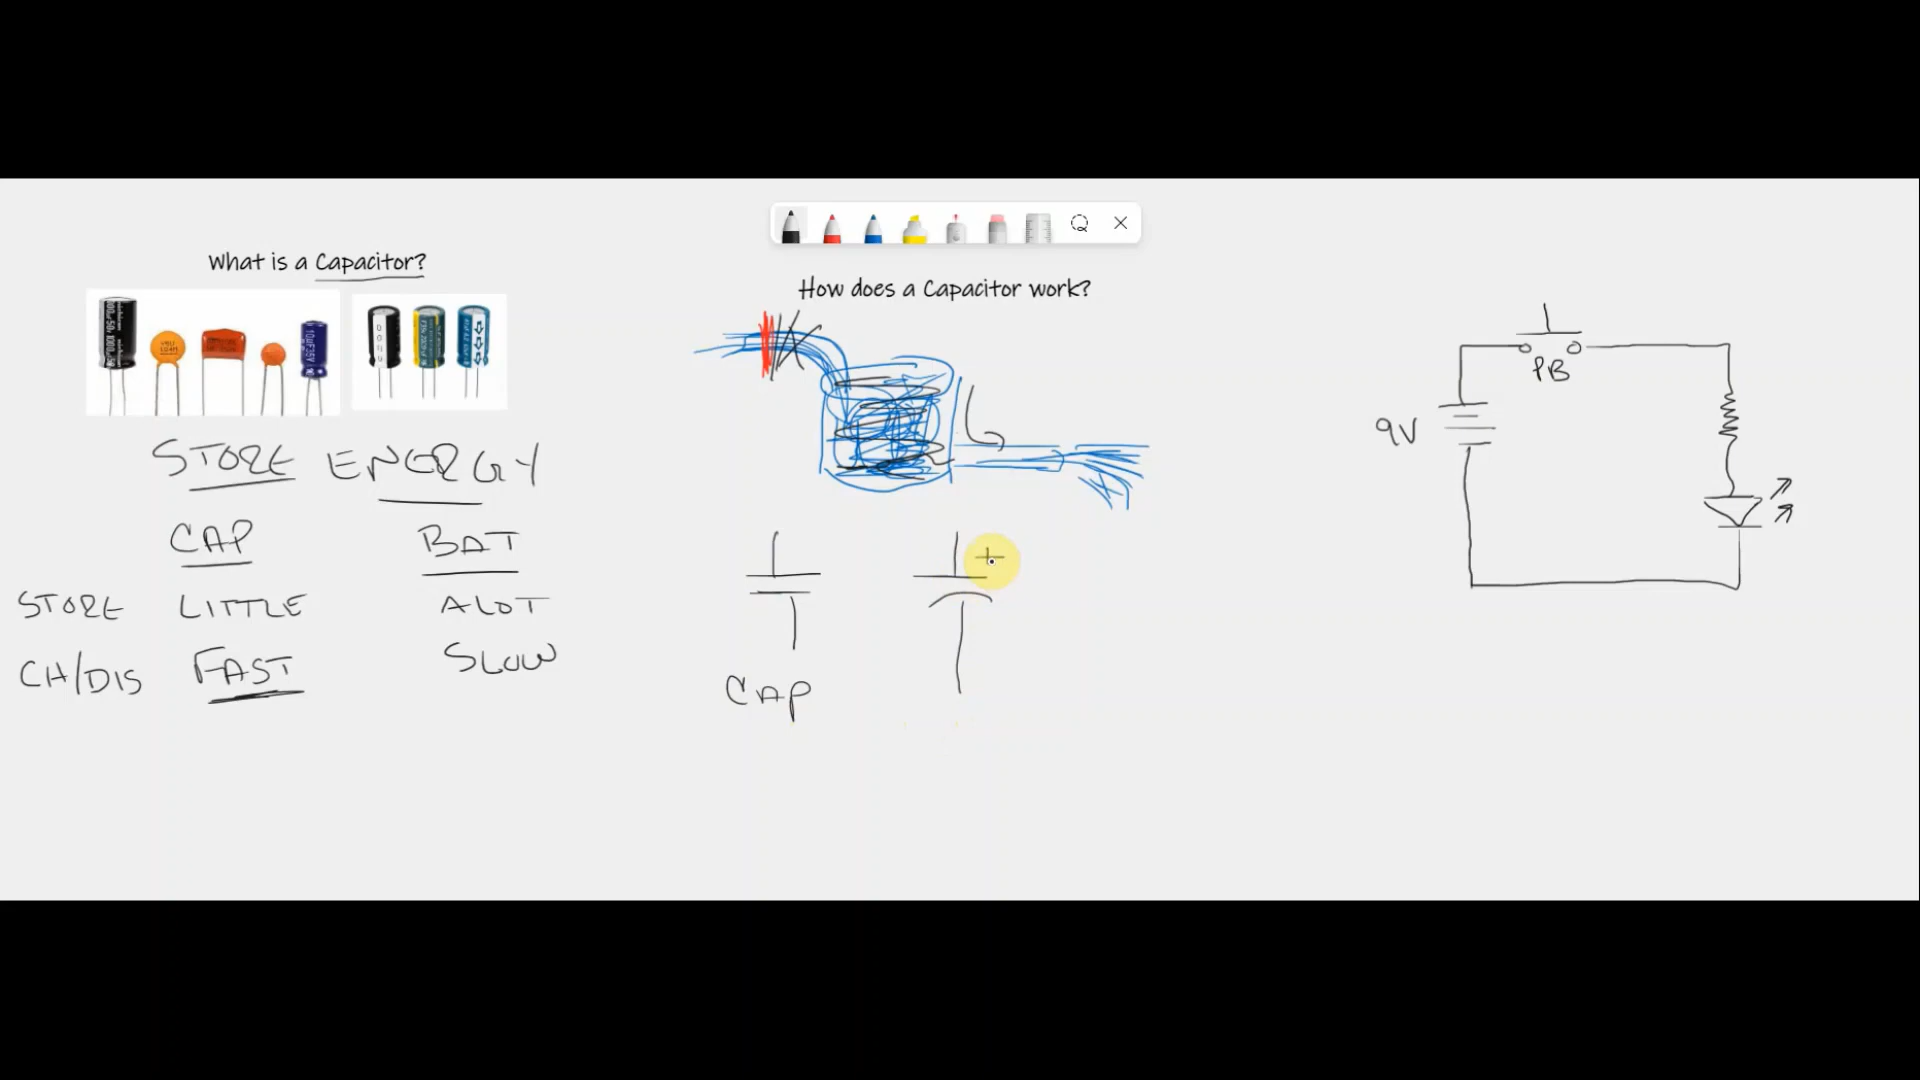 What is a Capacitor?
STORE ENERGY
CAP BAT
STORE LITTLE ALOT
CH/DIS FAST SLOW
How does a Capacitor work?
+
CAP
PB
9V